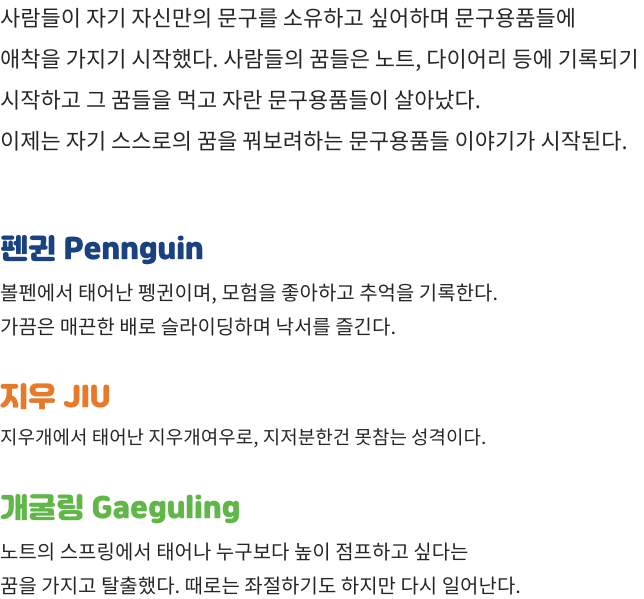 사람들이 자기 자신만의 문구를 소유하고 싶어하며 문구용품들에
애착을 가지기 시작했다. 사람들의 꿈들은 노트, 다이어리 등에 기록되기
시작하고 그 꿈들을 먹고 자란 문구용품들이 살아났다.
이제는 자기 스스로의 꿈을 꿔보려하는 문구용품들 이야기가 시작된다.
펜귄 Pennguin
볼펜에서 태어난 펭귄이며, 모험을 좋아하고 추억을 기록한다.
가끔은 매끈한 배로 슬라이딩하며 낙서를 즐긴다.
지우 JIU
지우개에서 태어난 지우개여우로, 지저분한건 못참는 성격이다.
개굴링 Gaeguling
노트의 스프링에서 태어나 누구보다 높이 점프하고 싶다는
꿈을 가지고 탈출했다. 때로는 좌절하기도 하지만 다시 일어난다.